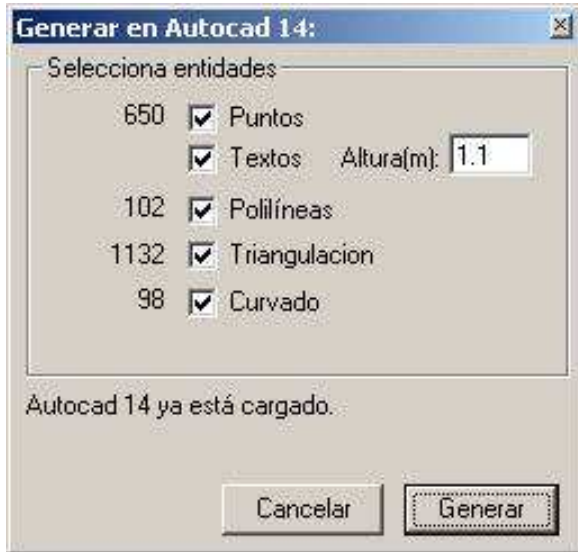 Generar en Autocad 14:
Selecciona entidades
650 Puntos
Textos Altura(m): 1.1
102 Polilíneas
1132 Triangulacion
98 Curvado
Autocad 14 ya está cargado.
Cancelar Generar